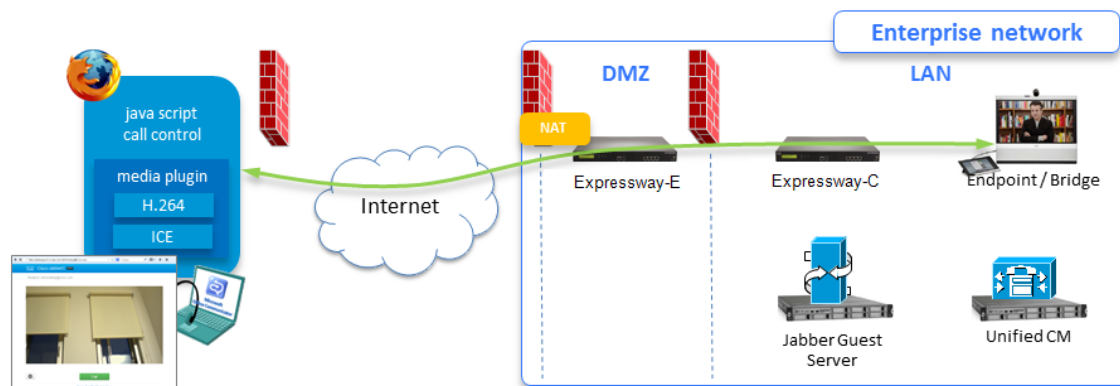 Enterprise network
DMZ
LAN
java script
call control
NAT
media plugin
H.264
ICE
Internet
Expressway-E
Expressway-C
Endpoint / Bridge
Jabber Guest
Server
Unified CM